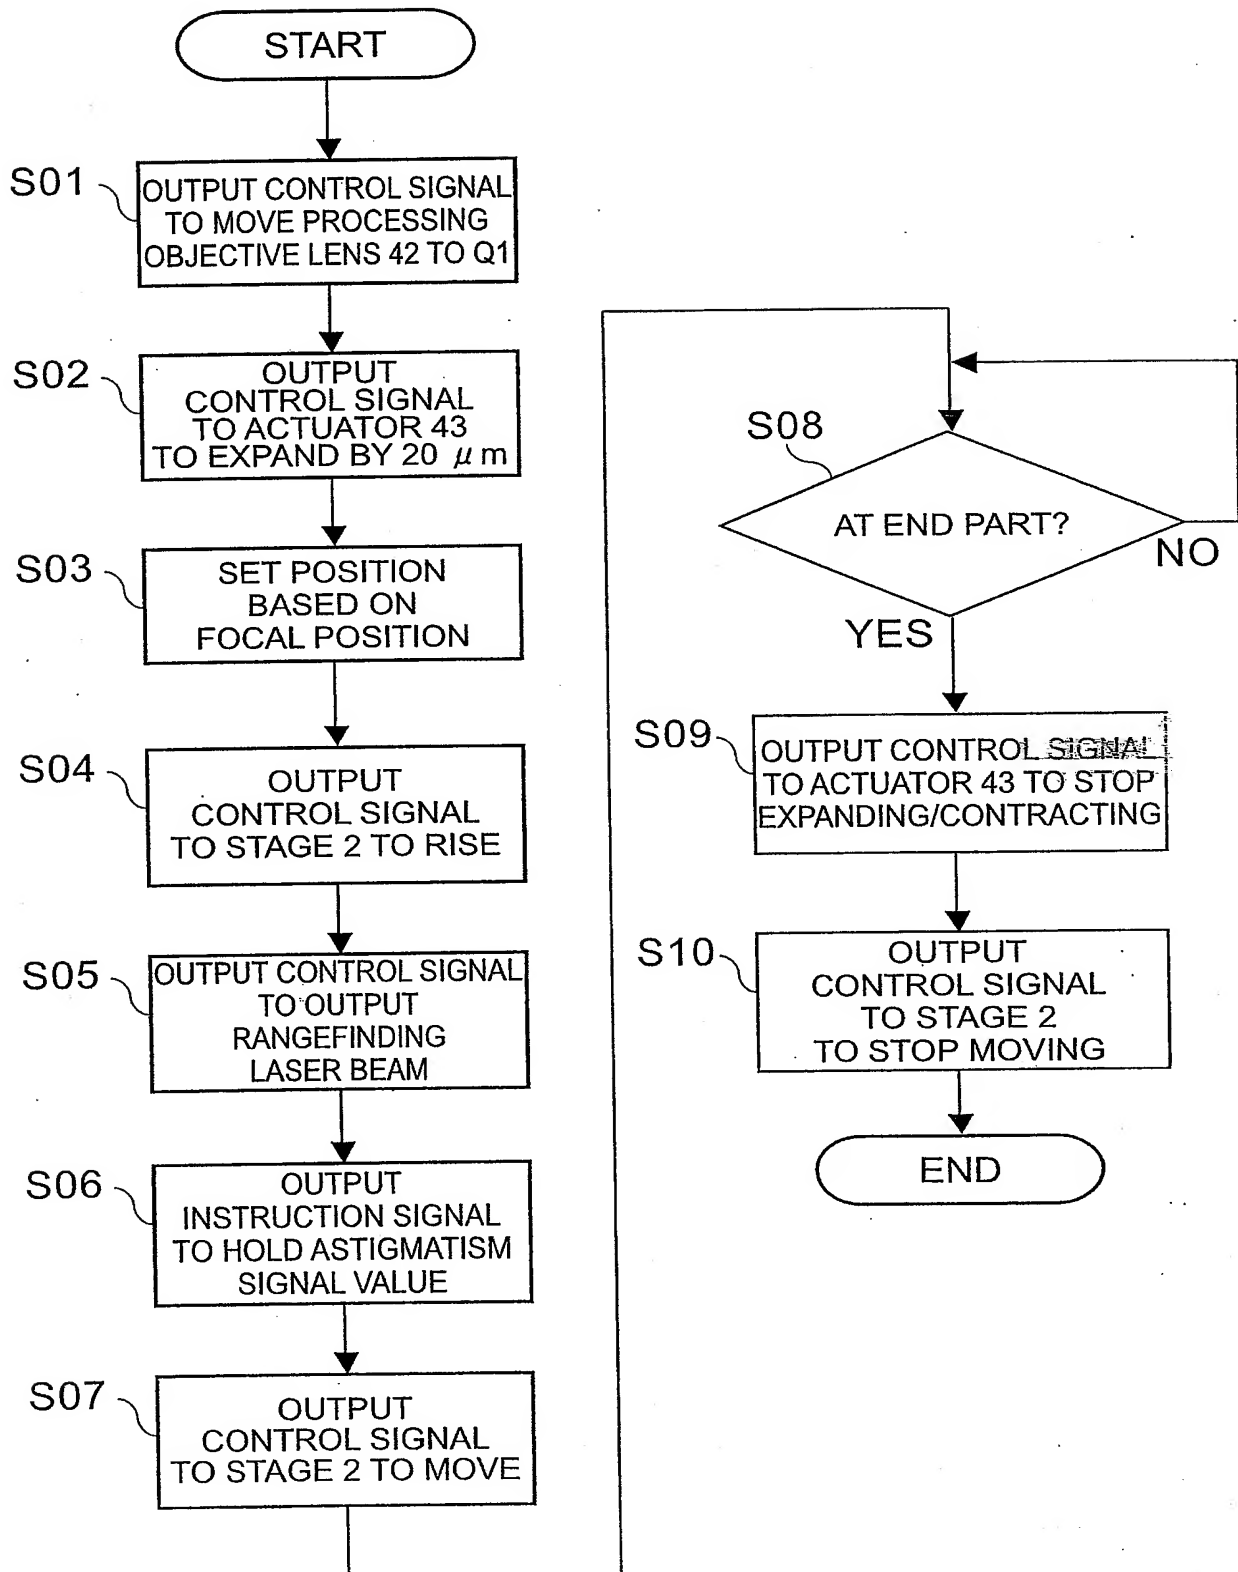 START
S01
OUTPUT CONTROL SIGNAL
TO MOVE PROCESSING
OBJECTIVE LENS 42 TO Q1
S02
OUTPUT
CONTROL SIGNAL
TO ACTUATOR 43
TO EXPAND BY 20 μm
S03
SET POSITION
BASED ON
FOCAL POSITION
S04
OUTPUT
CONTROL SIGNAL
TO STAGE 2 TO RISE
S05
OUTPUT CONTROL SIGNAL
TO OUTPUT
RANGEFINDING
LASER BEAM
S06
OUTPUT
INSTRUCTION SIGNAL
TO HOLD ASTIGMATISM
SIGNAL VALUE
S07
OUTPUT
CONTROL SIGNAL
TO STAGE 2 TO MOVE
S08
AT END PART?
NO
YES
S09
OUTPUT CONTROL SIGNAL
TO ACTUATOR 43 TO STOP
EXPANDING/CONTRACTING
S10
OUTPUT
CONTROL SIGNAL
TO STAGE 2
TO STOP MOVING
END